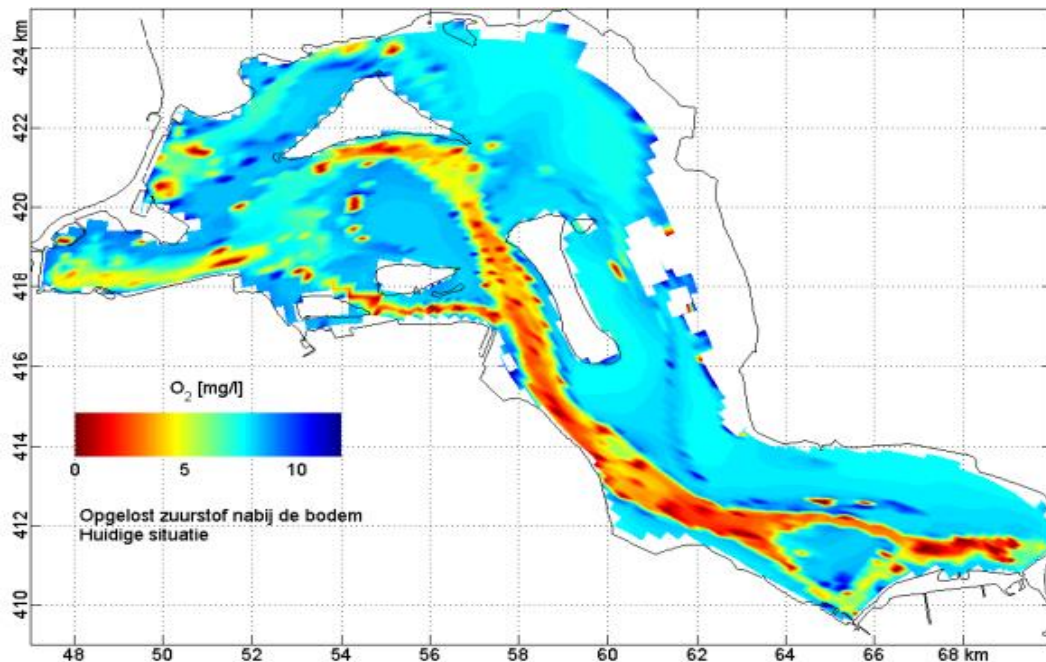 km
424
422
420
418
416
414
412
410
O₂ [mg/l]
0 5 10
Opgelost zuurstof nabij de bodem
Huidige situatie
48 50 52 54 56 58 60 62 64 66 68 km